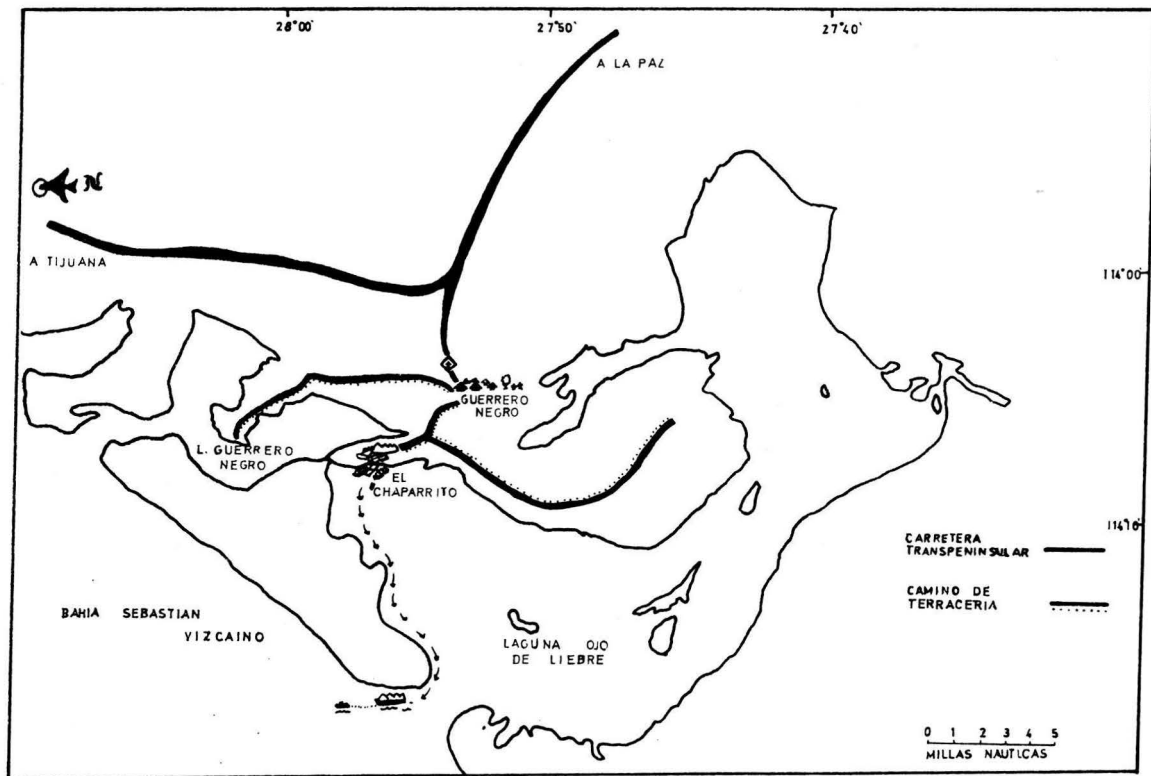 28°00'
27°50'
27°40'
A LA PAZ
A TIJUANA
114°00
GUERRERO
NEGRO
L. GUERRERO
NEGRO
EL
CHAPARRITO
114°10'
CARRETERA
TRANSPENINSULAR
CAMINO DE
TERRACERIA
BAHIA SEBASTIAN
VIZCAINO
LAGUNA OJO
DE LIEBRE
0 1 2 3 4 5
MILLAS NAUTICAS